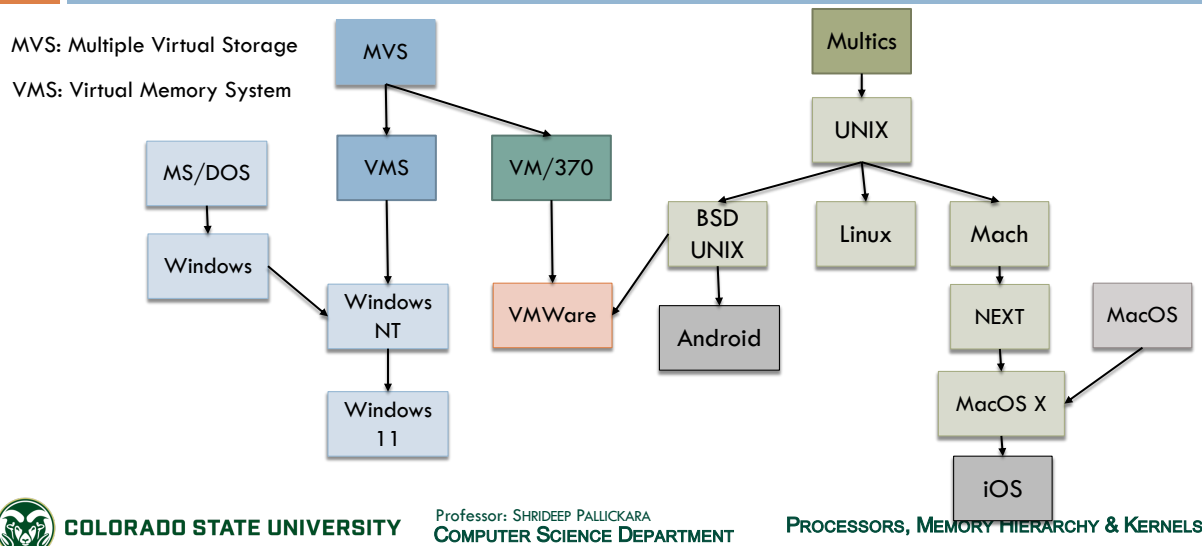 MVS: Multiple Virtual Storage
VMS: Virtual Memory System
MVS
Multics
UNIX
MS/DOS
VMS
VM/370
BSD
UNIX
Linux
Mach
Windows
Windows
NT
VMWare
Android
NEXT
MacOS
Windows
11
MacOS X
iOS
COLORADO STATE UNIVERSITY
Professor: SHRIDEEP PALLICKARA
COMPUTER SCIENCE DEPARTMENT
PROCESSORS, MEMORY HIERARCHY & KERNELS